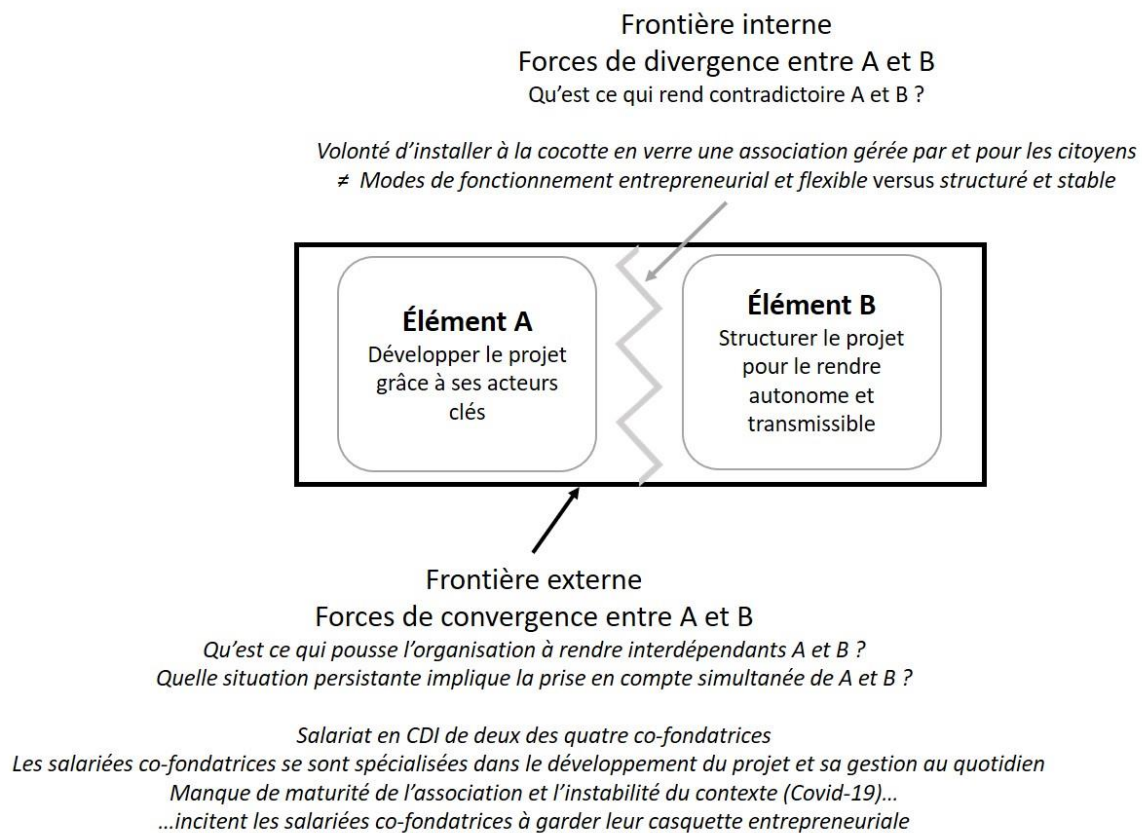 Frontière interne
Forces de divergence entre A et B
Qu'est ce qui rend contradictoire A et B ?
Volonté d'installer à la cocotte en verre une association gérée par et pour les citoyens
≠ Modes de fonctionnement entrepreneurial et flexible versus structuré et stable
Élément A
Développer le projet
grâce à ses acteurs
clés
Élément B
Structurer le projet
pour le rendre
autonome et
transmissible
Frontière externe
Forces de convergence entre A et B
Qu'est ce qui pousse l'organisation à rendre interdépendants A et B ?
Quelle situation persistante implique la prise en compte simultanée de A et B ?
Salariat en CDI de deux des quatre co-fondatrices
Les salariées co-fondatrices se sont spécialisées dans le développement du projet et sa gestion au quotidien
Manque de maturité de l'association et l'instabilité du contexte (Covid-19)...
...incitent les salariées co-fondatrices à garder leur casquette entrepreneuriale